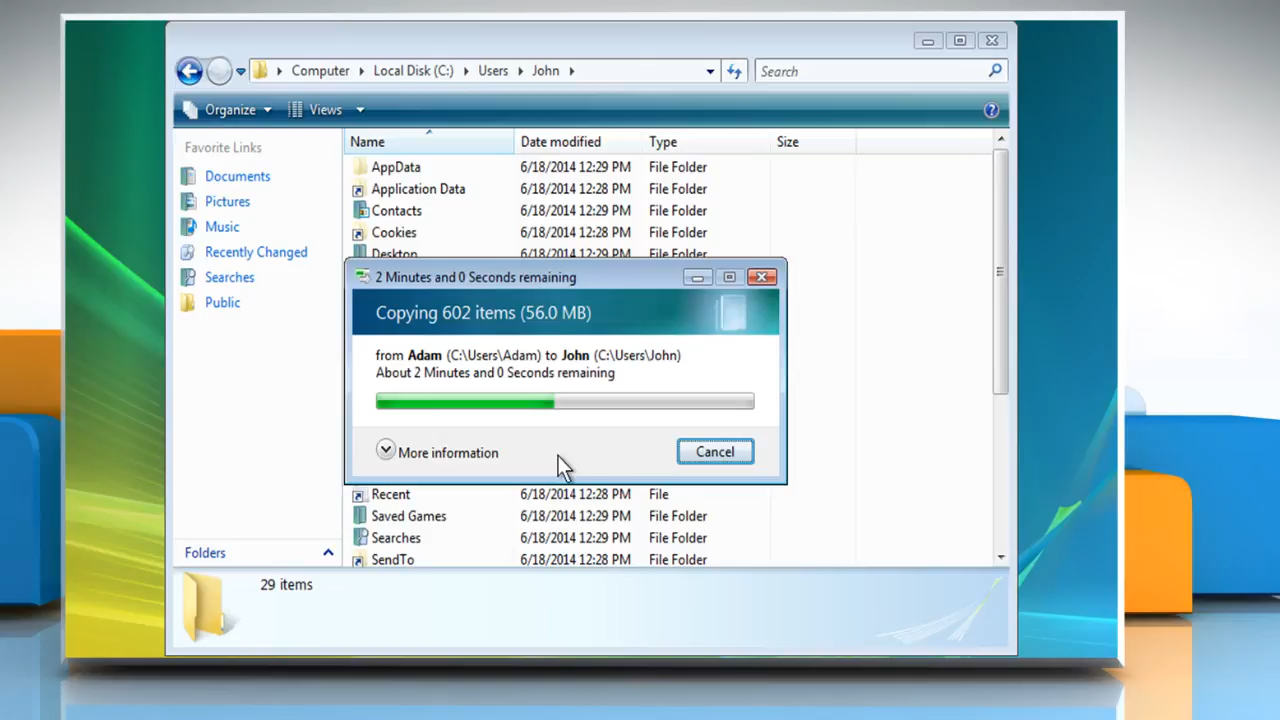 Computer Local Disk (C:) Users John Search
Organize Views
Favorite Links
Documents
Pictures
Music
Recently Changed
Searches
Public
Folders
Name Date modified Type Size
AppData 6/18/2014 12:29 PM File Folder
Application Data 6/18/2014 12:28 PM File Folder
Contacts 6/18/2014 12:29 PM File Folder
Cookies 6/18/2014 12:28 PM File Folder
Desktop 6/18/2014 12:29 PM File Folder
2 Minutes and 0 Seconds remaining
Copying 602 items (56.0 MB)
from Adam (C:\Users\Adam) to John (C:\Users\John)
About 2 Minutes and 0 Seconds remaining
More information Cancel
Recent 6/18/2014 12:28 PM File
Saved Games 6/18/2014 12:29 PM File Folder
Searches 6/18/2014 12:29 PM File Folder
SendTo 6/18/2014 12:28 PM File Folder
29 items